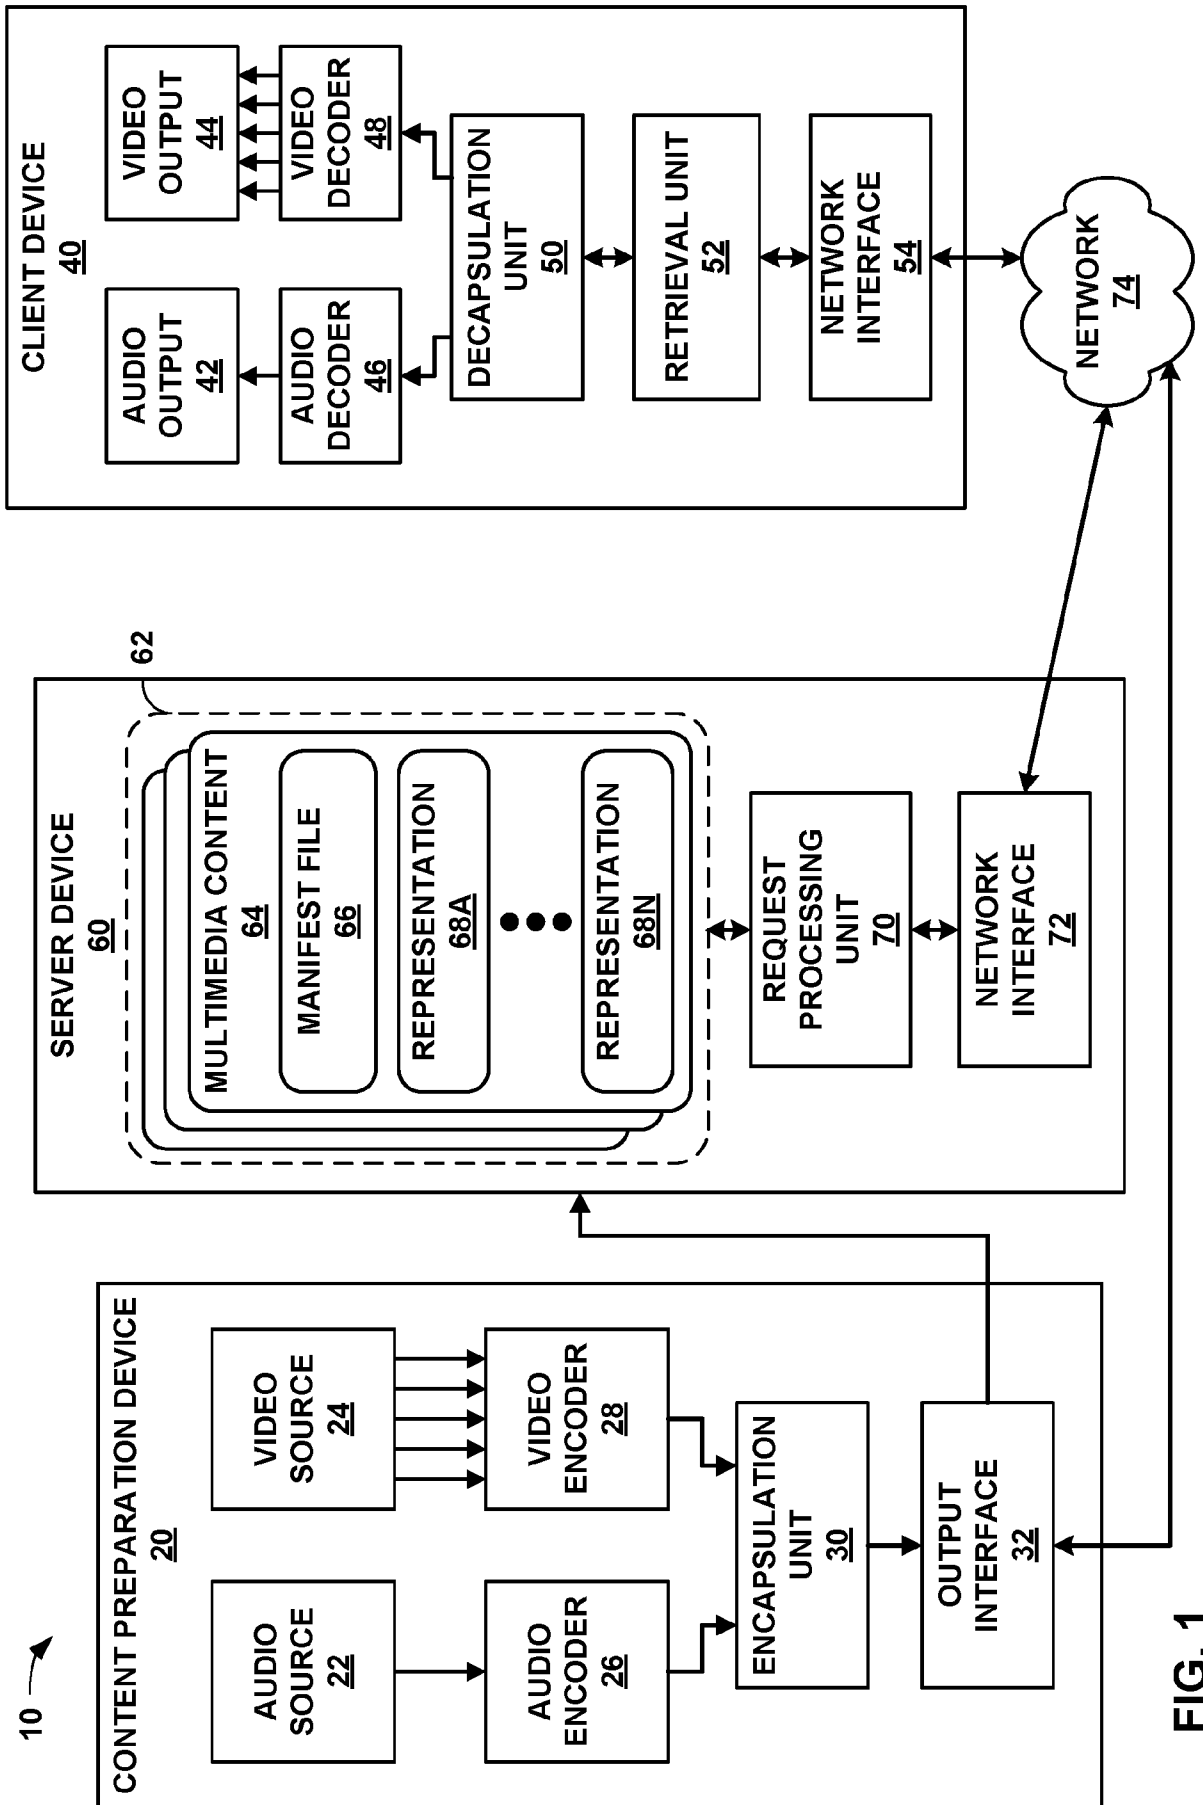 10
CONTENT PREPARATION DEVICE
20
AUDIO
SOURCE
22
VIDEO
SOURCE
24
AUDIO
ENCODER
26
VIDEO
ENCODER
28
ENCAPSULATION
UNIT
30
OUTPUT
INTERFACE
32
SERVER DEVICE
60
62
MULTIMEDIA CONTENT
64
MANIFEST FILE
66
REPRESENTATION
68A
REPRESENTATION
68N
REQUEST
PROCESSING
UNIT
70
NETWORK
INTERFACE
72
CLIENT DEVICE
40
AUDIO
OUTPUT
42
VIDEO
OUTPUT
44
AUDIO
DECODER
46
VIDEO
DECODER
48
DECAPSULATION
UNIT
50
RETRIEVAL UNIT
52
NETWORK
INTERFACE
54
NETWORK
74
FIG. 1